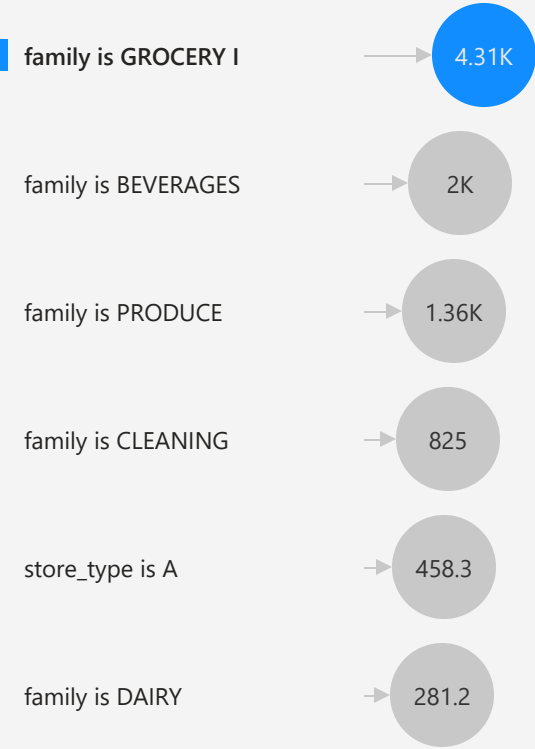 family is GROCERY I 4.31K
family is BEVERAGES 2K
family is PRODUCE 1.36K
family is CLEANING 825
store_type is A 458.3
family is DAIRY 281.2